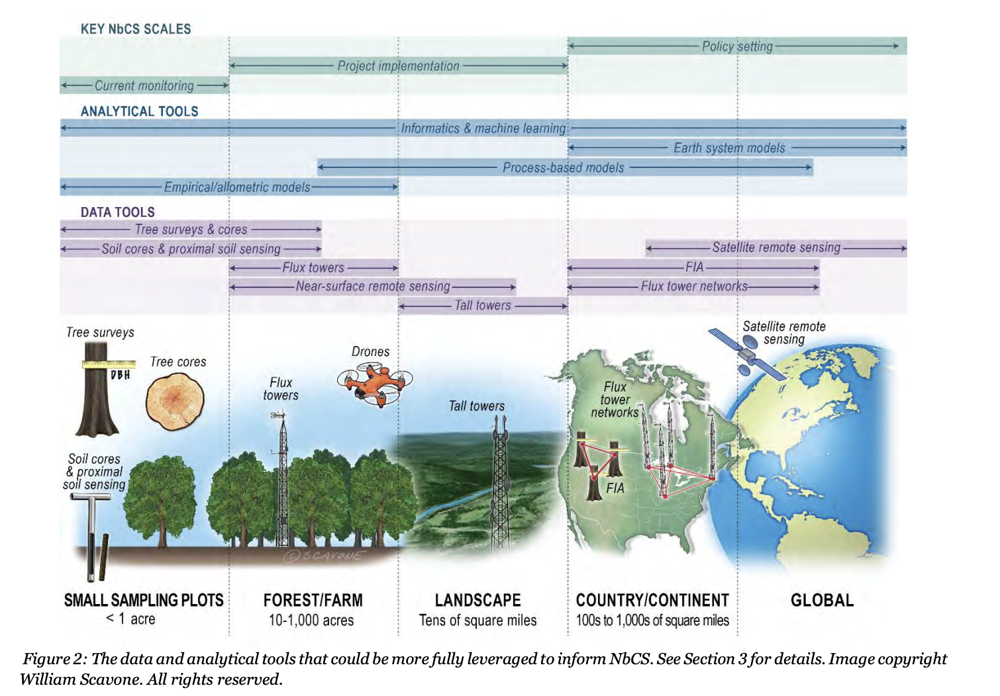 KEY NbCS SCALES
Policy setting
Project implementation
Current monitoring
ANALYTICAL TOOLS
Informatics & machine learning
Earth system models
Process-based models
Empirical/allometric models
DATA TOOLS
Tree surveys & cores
Soil cores & proximal soil sensing
Satellite remote sensing
Flux towers
FIA
Near-surface remote sensing
Flux tower networks
Tall towers
Tree surveys
DBH
Tree cores
Soil cores
& proximal
soil sensing
Flux
towers
Drones
Tall towers
Flux
tower
networks
FIA
Satellite remote
sensing
©SCAVONE
SMALL SAMPLING PLOTS
< 1 acre
FOREST/FARM
10-1,000 acres
LANDSCAPE
Tens of square miles
COUNTRY/CONTINENT
100s to 1,000s of square miles
GLOBAL
Figure 2: The data and analytical tools that could be more fully leveraged to inform NbCS. See Section 3 for details. Image copyright
William Scavone. All rights reserved.